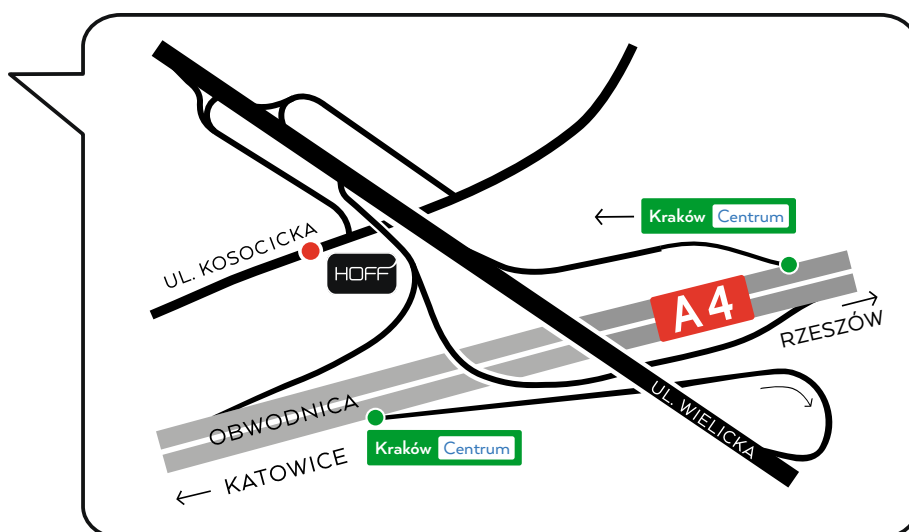 Kraków Centrum
UL. KOSOCICKA
HOFF
A4
RZESZÓW
OBWODNICA
UL. WIELICKA
Kraków Centrum
KATOWICE